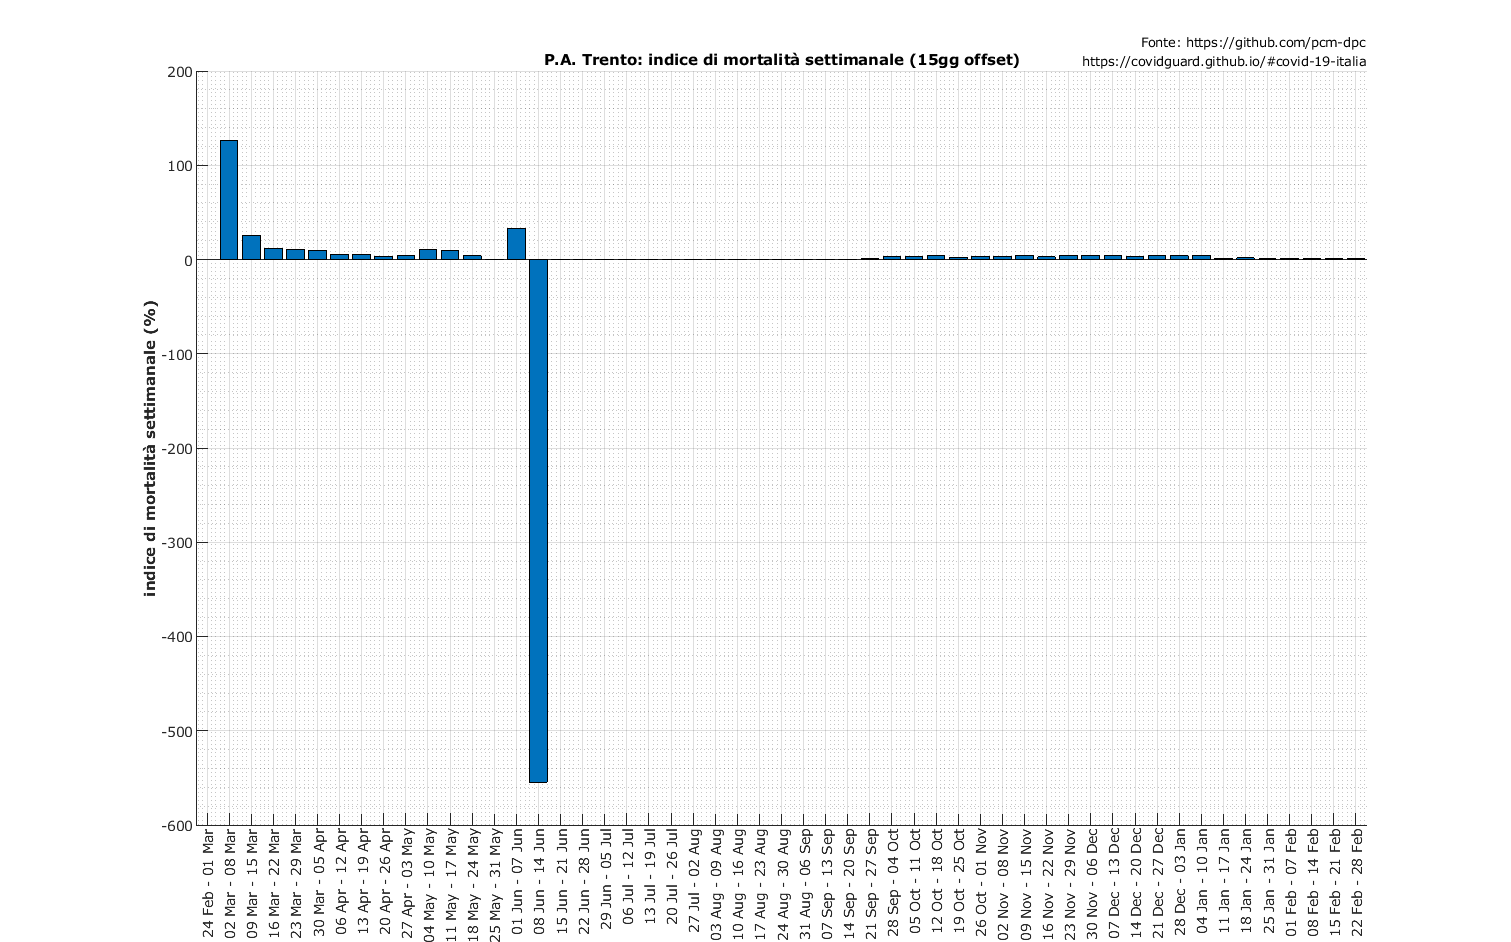 Fonte: https://github.com/pcm-dpc
https://covidguard.github.io/#covid-19-italia
P.A. Trento: indice di mortalità settimanale (15gg offset)
indice di mortalità settimanale (%)
200
100
0
-100
-200
-300
-400
-500
-600
24 Feb - 01 Mar
02 Mar - 08 Mar
09 Mar - 15 Mar
16 Mar - 22 Mar
23 Mar - 29 Mar
30 Mar - 05 Apr
06 Apr - 12 Apr
13 Apr - 19 Apr
20 Apr - 26 Apr
27 Apr - 03 May
04 May - 10 May
11 May - 17 May
18 May - 24 May
25 May - 31 May
01 Jun - 07 Jun
08 Jun - 14 Jun
15 Jun - 21 Jun
22 Jun - 28 Jun
29 Jun - 05 Jul
06 Jul - 12 Jul
13 Jul - 19 Jul
20 Jul - 26 Jul
27 Jul - 02 Aug
03 Aug - 09 Aug
10 Aug - 16 Aug
17 Aug - 23 Aug
24 Aug - 30 Aug
31 Aug - 06 Sep
07 Sep - 13 Sep
14 Sep - 20 Sep
21 Sep - 27 Sep
28 Sep - 04 Oct
05 Oct - 11 Oct
12 Oct - 18 Oct
19 Oct - 25 Oct
26 Oct - 01 Nov
02 Nov - 08 Nov
09 Nov - 15 Nov
16 Nov - 22 Nov
23 Nov - 29 Nov
30 Nov - 06 Dec
07 Dec - 13 Dec
14 Dec - 20 Dec
21 Dec - 27 Dec
28 Dec - 03 Jan
04 Jan - 10 Jan
11 Jan - 17 Jan
18 Jan - 24 Jan
25 Jan - 31 Jan
01 Feb - 07 Feb
08 Feb - 14 Feb
15 Feb - 21 Feb
22 Feb - 28 Feb